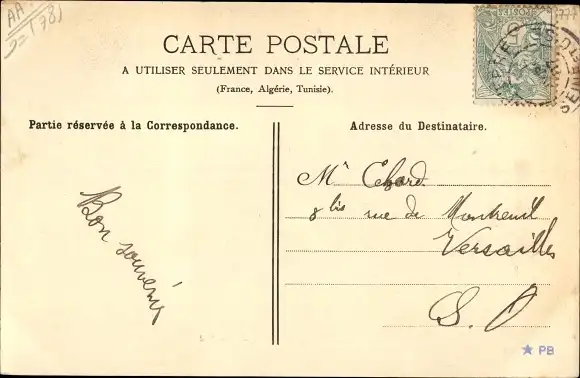 AA
(78)
CARTE POSTALE
A UTILISER SEULEMENT DANS LE SERVICE INTÉRIEUR
(France, Algérie, Tunisie).
Partie réservée à la Correspondance.
Adresse du Destinataire.
Bon souvenir
Mr Chard
8 bis rue de Montreuil
Versailles
S. O
PB